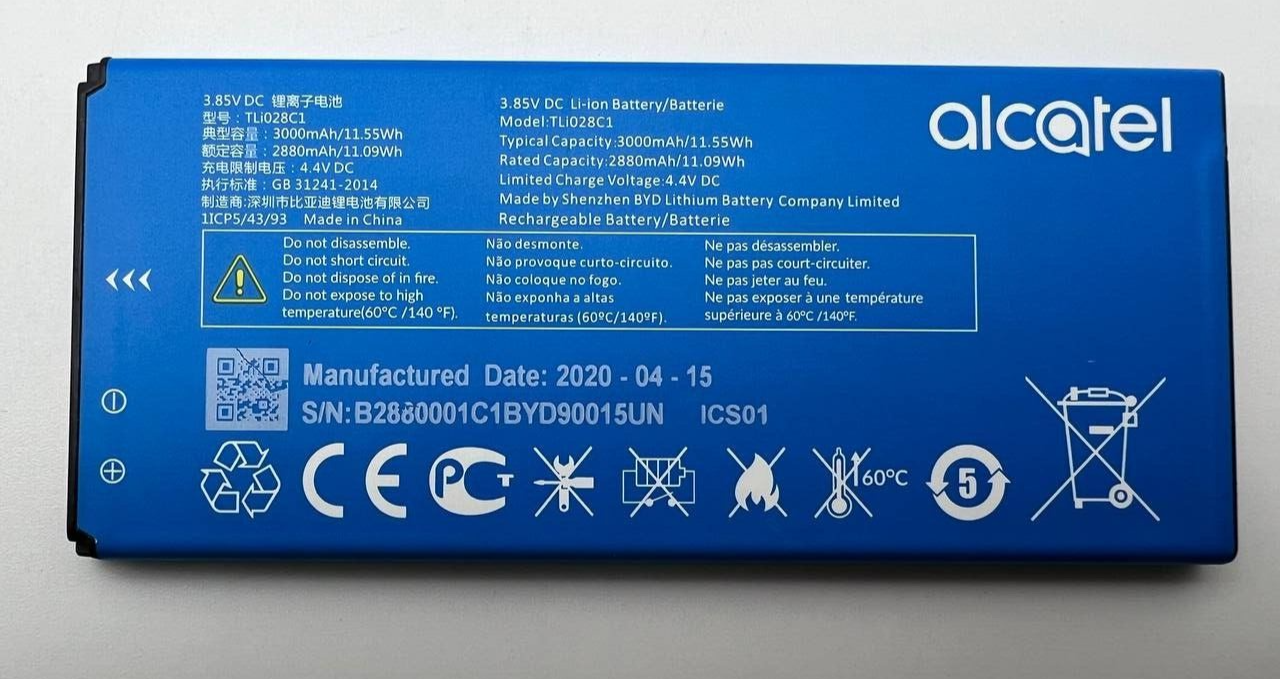 3.85V DC 锂离子电池
型号：TLi028C1
典型容量：3000mAh/11.55Wh
额定容量：2880mAh/11.09Wh
充电限制电压：4.4V DC
执行标准：GB 31241-2014
制造商:深圳市比亚迪锂电池有限公司
1ICP5/43/93 Made in China
3.85V DC Li-ion Battery/Batterie
Model:TLi028C1
Typical Capacity:3000mAh/11.55Wh
Rated Capacity:2880mAh/11.09Wh
Limited Charge Voltage:4.4V DC
Made by Shenzhen BYD Lithium Battery Company Limited
Rechargeable Battery/Batterie
alcatel
Do not disassemble.
Do not short circuit.
Do not dispose of in fire.
Do not expose to high
temperature(60°C /140 °F).
Não desmonte.
Não provoque curto-circuito.
Não coloque no fogo.
Não exponha a altas
temperaturas (60ºC/140ºF).
Ne pas désassembler.
Ne pas pas court-circuiter.
Ne pas jeter au feu.
Ne pas exposer à une température
supérieure à 60°C /140°F.
Manufactured Date: 2020 - 04 - 15
S/N:B2880001C1BYD90015UN ICS01
CE PCT 60°C 5